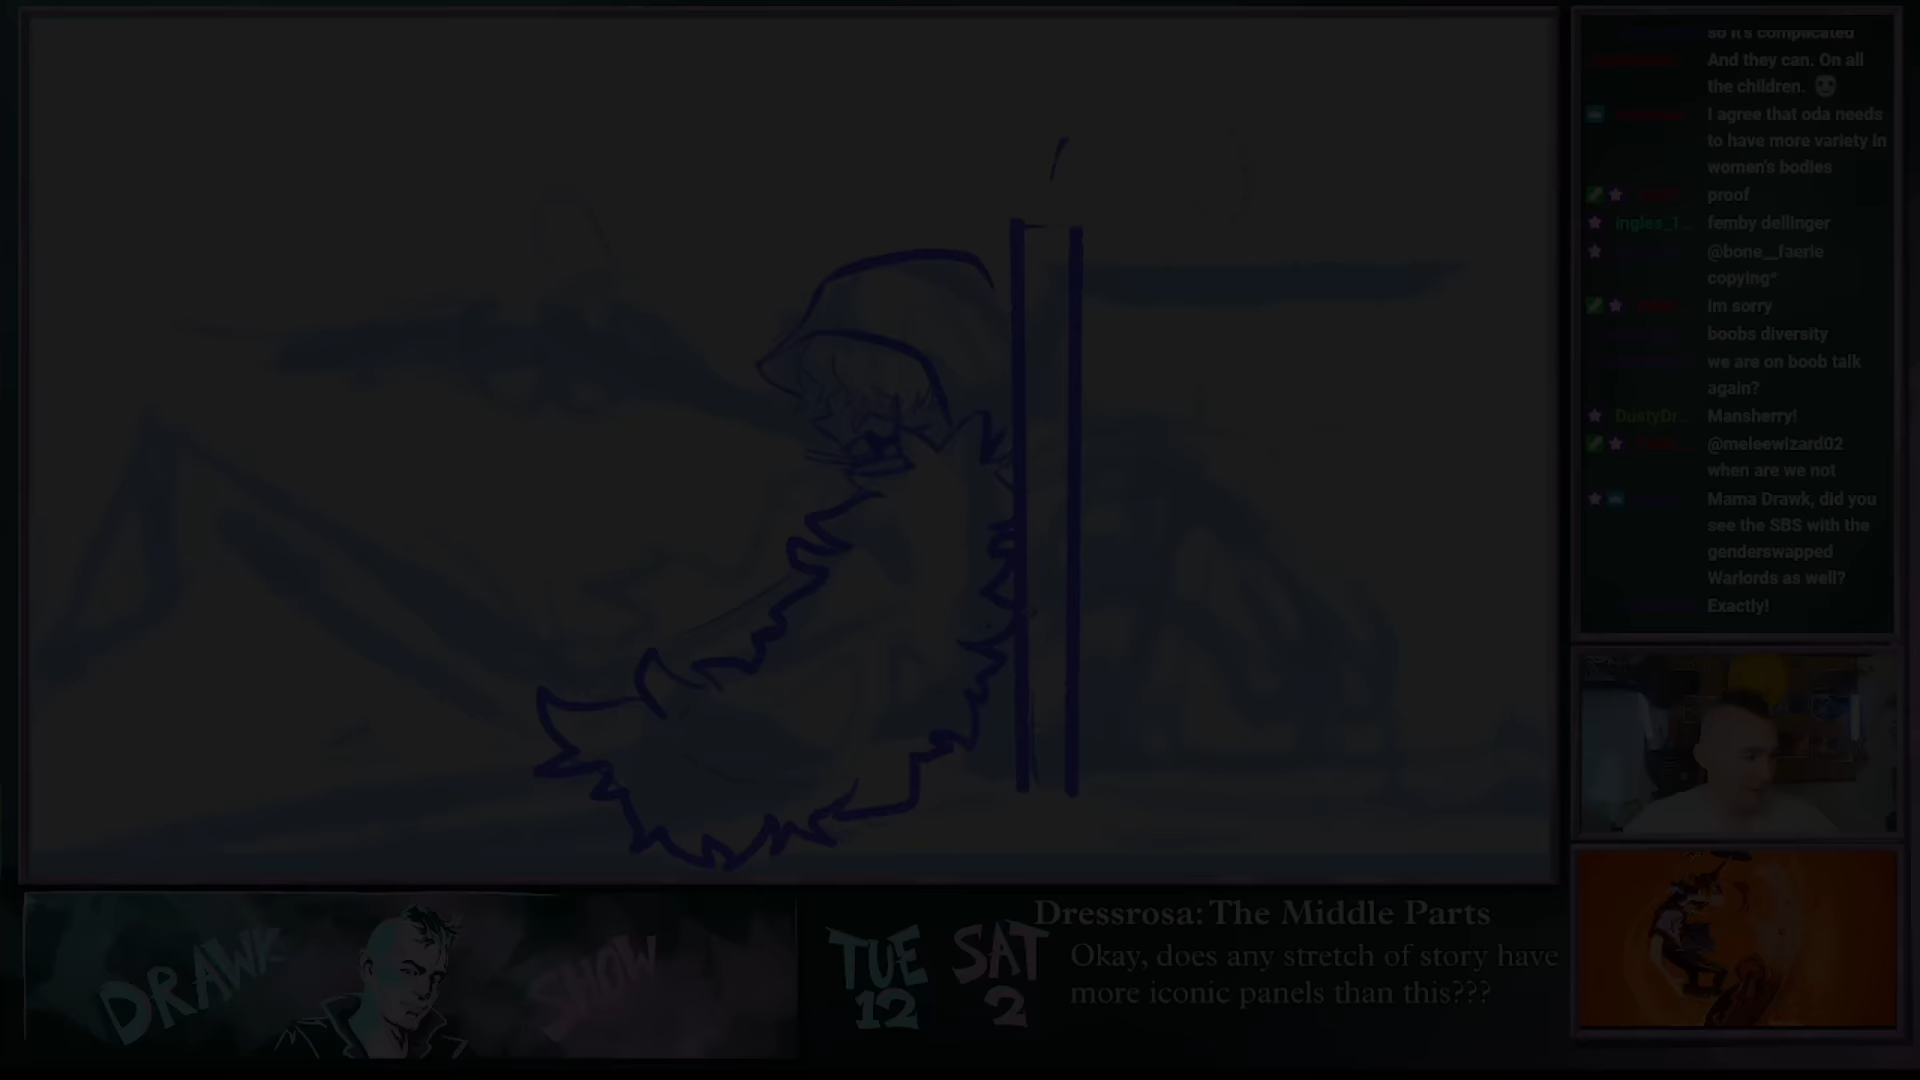 so it's complicated
And they can. On all
the children.
I agree that oda needs
to have more variety in
women's bodies
proof
ingles_1... femby dellinger
@bone__faerie
copying*
im sorry
boobs diversity
we are on boob talk
again?
DustyDr... Mansherry!
@meleewizard02
when are we not
Mama Drawk, did you
see the SBS with the
genderswapped
Warlords as well?
Exactly!
DRAWK SHOW
TUE SAT
12 2
Dressrosa: The Middle Parts
Okay, does any stretch of story have
more iconic panels than this???